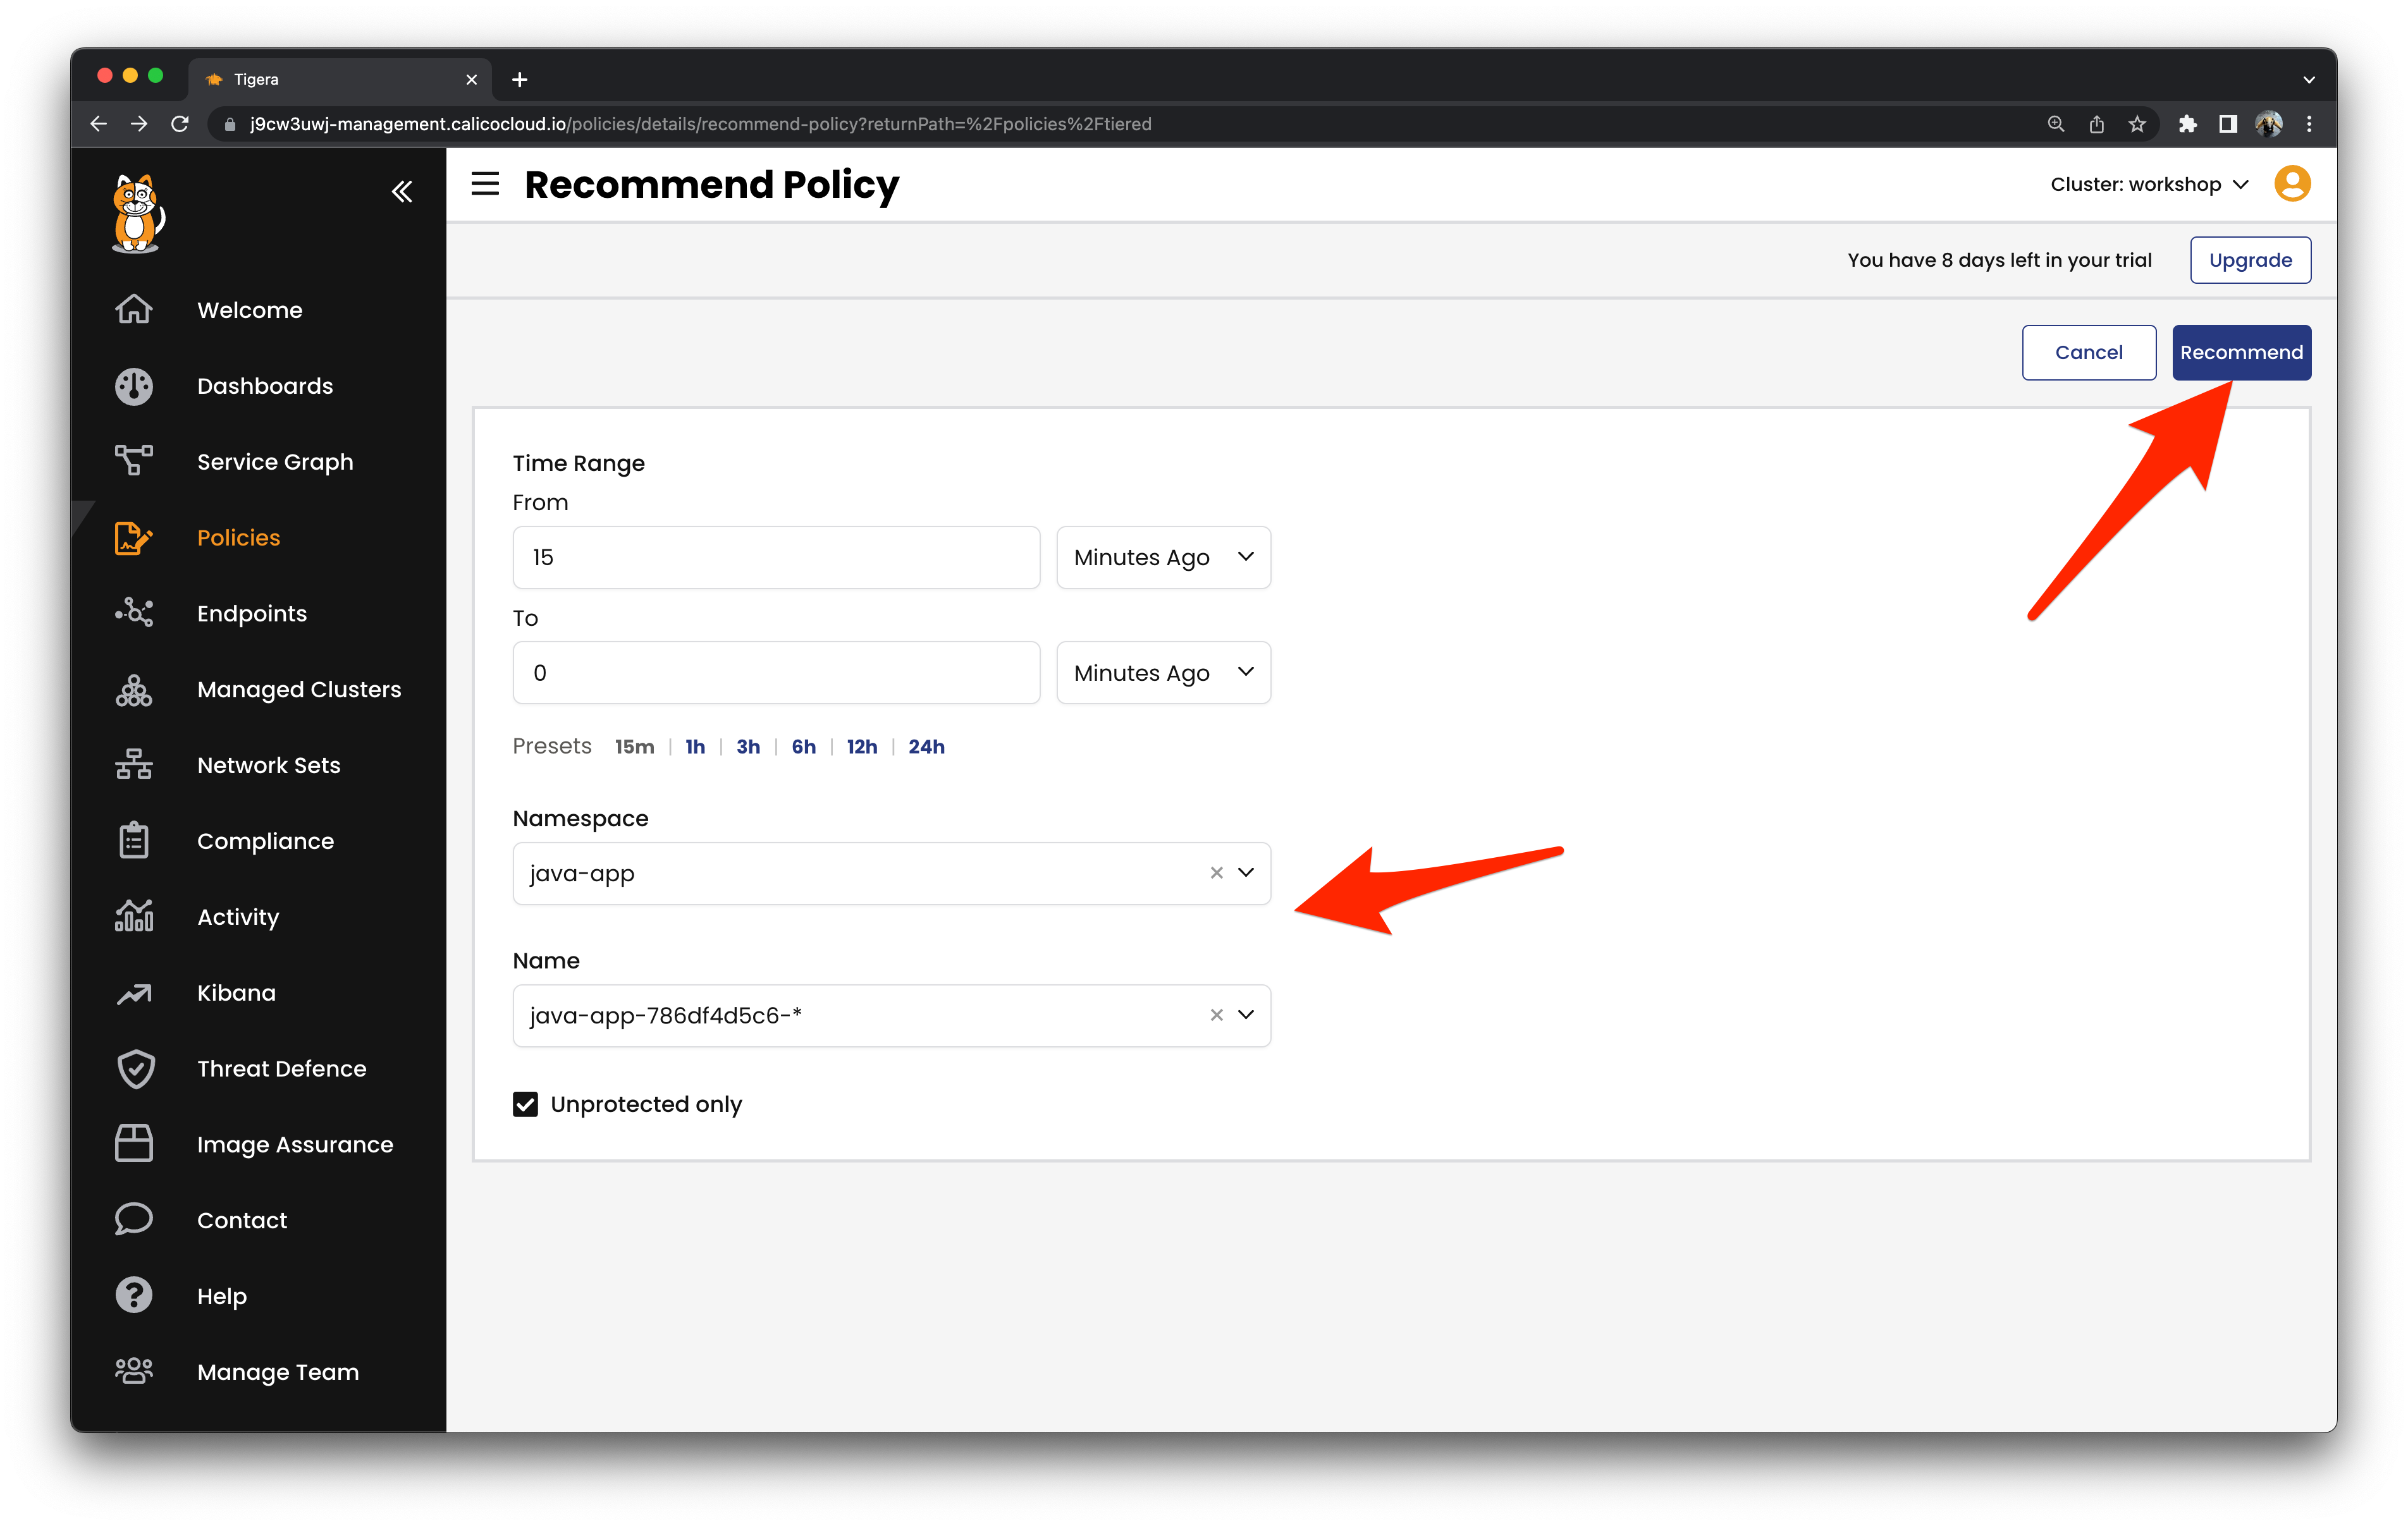 Tigera
j9cw3uwj-management.calicocloud.io/policies/details/recommend-policy?returnPath=%2Fpolicies%2Ftiered
Recommend Policy
Cluster: workshop
You have 8 days left in your trial
Upgrade
Cancel
Recommend
Welcome
Dashboards
Service Graph
Policies
Endpoints
Managed Clusters
Network Sets
Compliance
Activity
Kibana
Threat Defence
Image Assurance
Contact
Help
Manage Team
Time Range
From
15 Minutes Ago
To
0 Minutes Ago
Presets 15m | 1h | 3h | 6h | 12h | 24h
Namespace
java-app
Name
java-app-786df4d5c6-*
Unprotected only